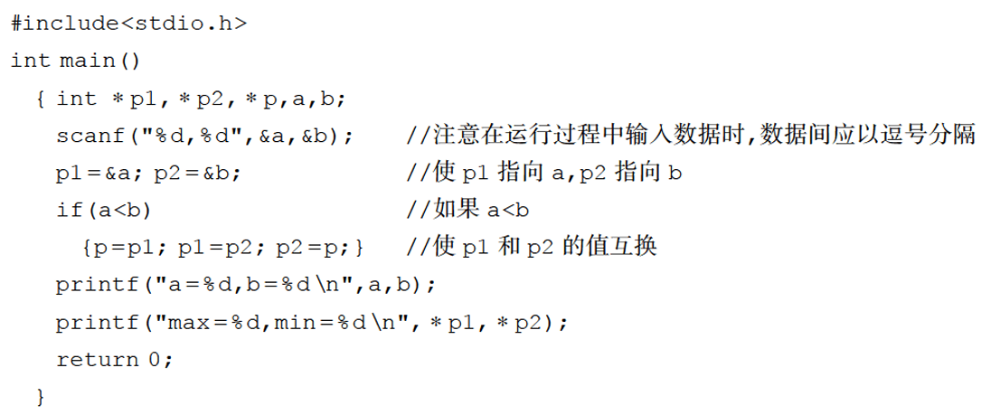 #include<stdio.h>
int main()
{ int *p1,*p2,*p,a,b;
scanf("%d,%d",&a,&b); //注意在运行过程中输入数据时,数据间应以逗号分隔
p1=&a; p2=&b; //使 p1 指向 a,p2 指向 b
if(a<b) //如果 a<b
{p=p1; p1=p2; p2=p;} //使 p1 和 p2 的值互换
printf("a=%d,b=%d\n",a,b);
printf("max=%d,min=%d\n",*p1,*p2);
return 0;
}